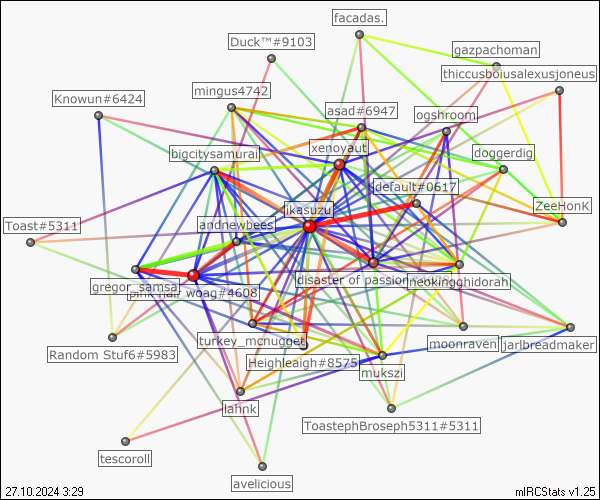 facadas.
Duck™#9103
gazpachoman
thiccusboiusalexusjoneus
mingus4742
Knowun#6424
asad#6947
ogshroom
xenoyaut
bigcitysamurai
doggerdig
default#0617
ikasuzu
ZeeHonK
andnewbees
Toast#5311
gregor_samsa
pink hair woag#4608
disaster of passion
neokingghidorah
turkey_mcnugget
moonraven
jarlbreadmaker
Random Stuf6#5983
Heighleaigh#8575
mukszi
lahnk
ToastephBroseph5311#5311
tescoroll
avelicious
27.10.2024 3:29
mIRCStats v1.25